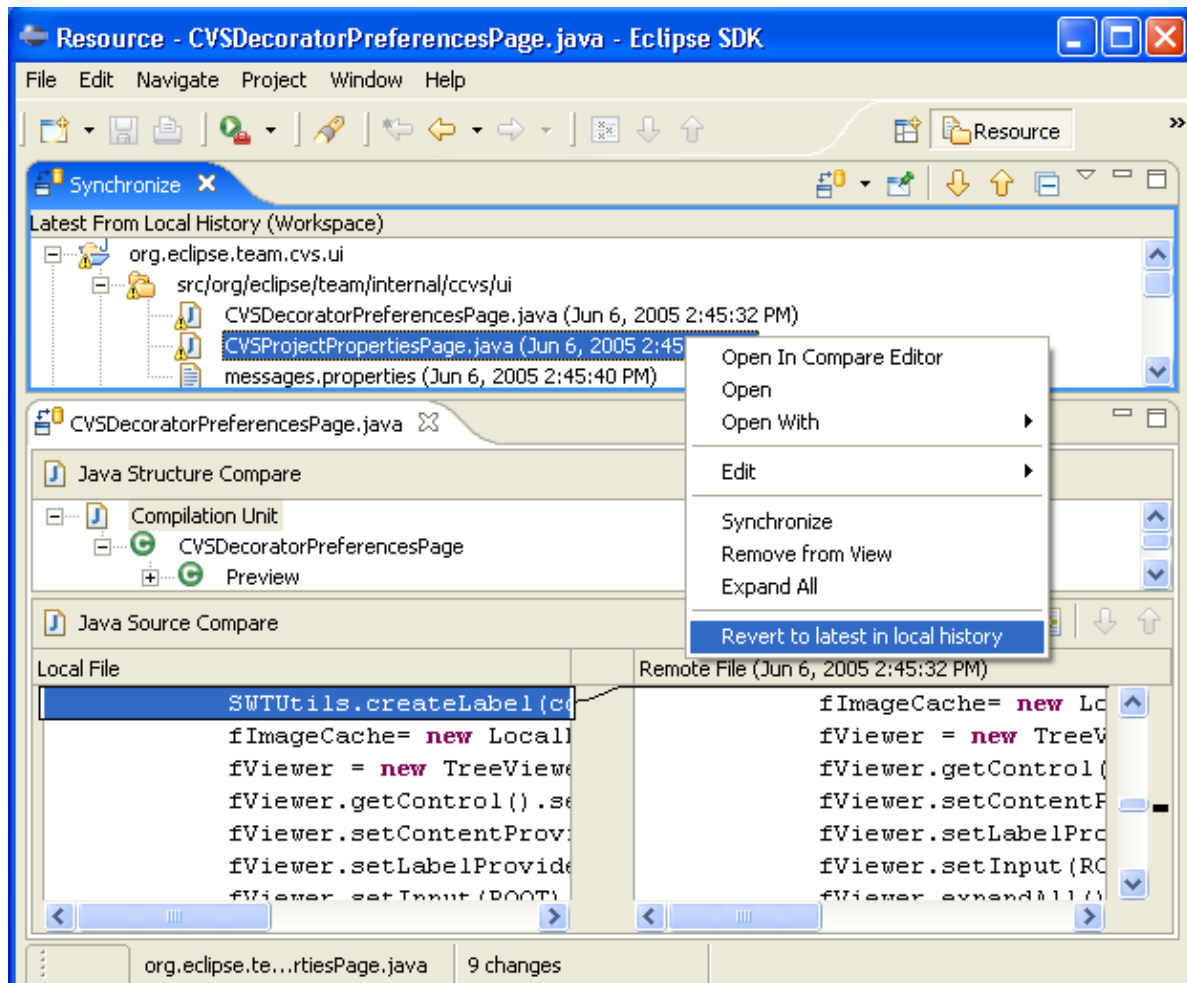 Resource - CVSDecoratorPreferencesPage.java - Eclipse SDK
File Edit Navigate Project Window Help
Resource »
Synchronize
Latest From Local History (Workspace)
org.eclipse.team.cvs.ui
src/org/eclipse/team/internal/ccvs/ui
CVSDecoratorPreferencesPage.java (Jun 6, 2005 2:45:32 PM)
CVSProjectPropertiesPage.java (Jun 6, 2005 2:45
messages.properties (Jun 6, 2005 2:45:40 PM)
Open In Compare Editor
Open
Open With
Edit
Synchronize
Remove from View
Expand All
Revert to latest in local history
CVSDecoratorPreferencesPage.java
Java Structure Compare
Compilation Unit
CVSDecoratorPreferencesPage
Preview
Java Source Compare
Local File
SWTUtils.createLabel(co
fImageCache= new Locall
fViewer = new TreeViewe
fViewer.getControl().se
fViewer.setContentProvi
fViewer.setLabelProvide
fViewer.setInput(ROOT)
Remote File (Jun 6, 2005 2:45:32 PM)
fImageCache= new Lo
fViewer = new TreeV
fViewer.getControl(
fViewer.setContentP
fViewer.setLabelPro
fViewer.setInput(RO
fViewer.expandAll()
org.eclipse.te...rtiesPage.java
9 changes